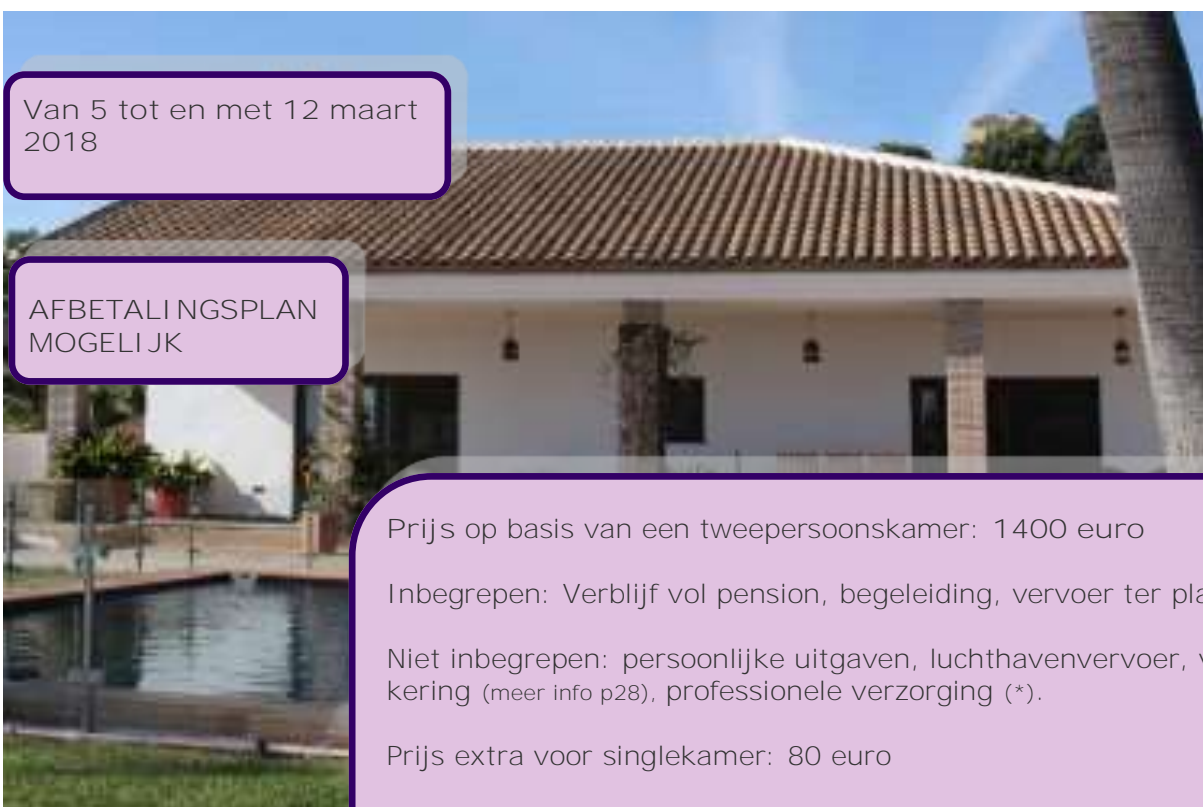 Van 5 tot en met 12 maart
2018
AFBETALINGSPLAN
MOGELIJK
Prijs op basis van een tweepersoonskamer: 1400 euro
Inbegrepen: Verblijf vol pension, begeleiding, vervoer ter
Niet inbegrepen: persoonlijke uitgaven, luchthavenvervoer,
kering (meer info p28), professionele verzorging (*).
Prijs extra voor singlekamer: 80 euro